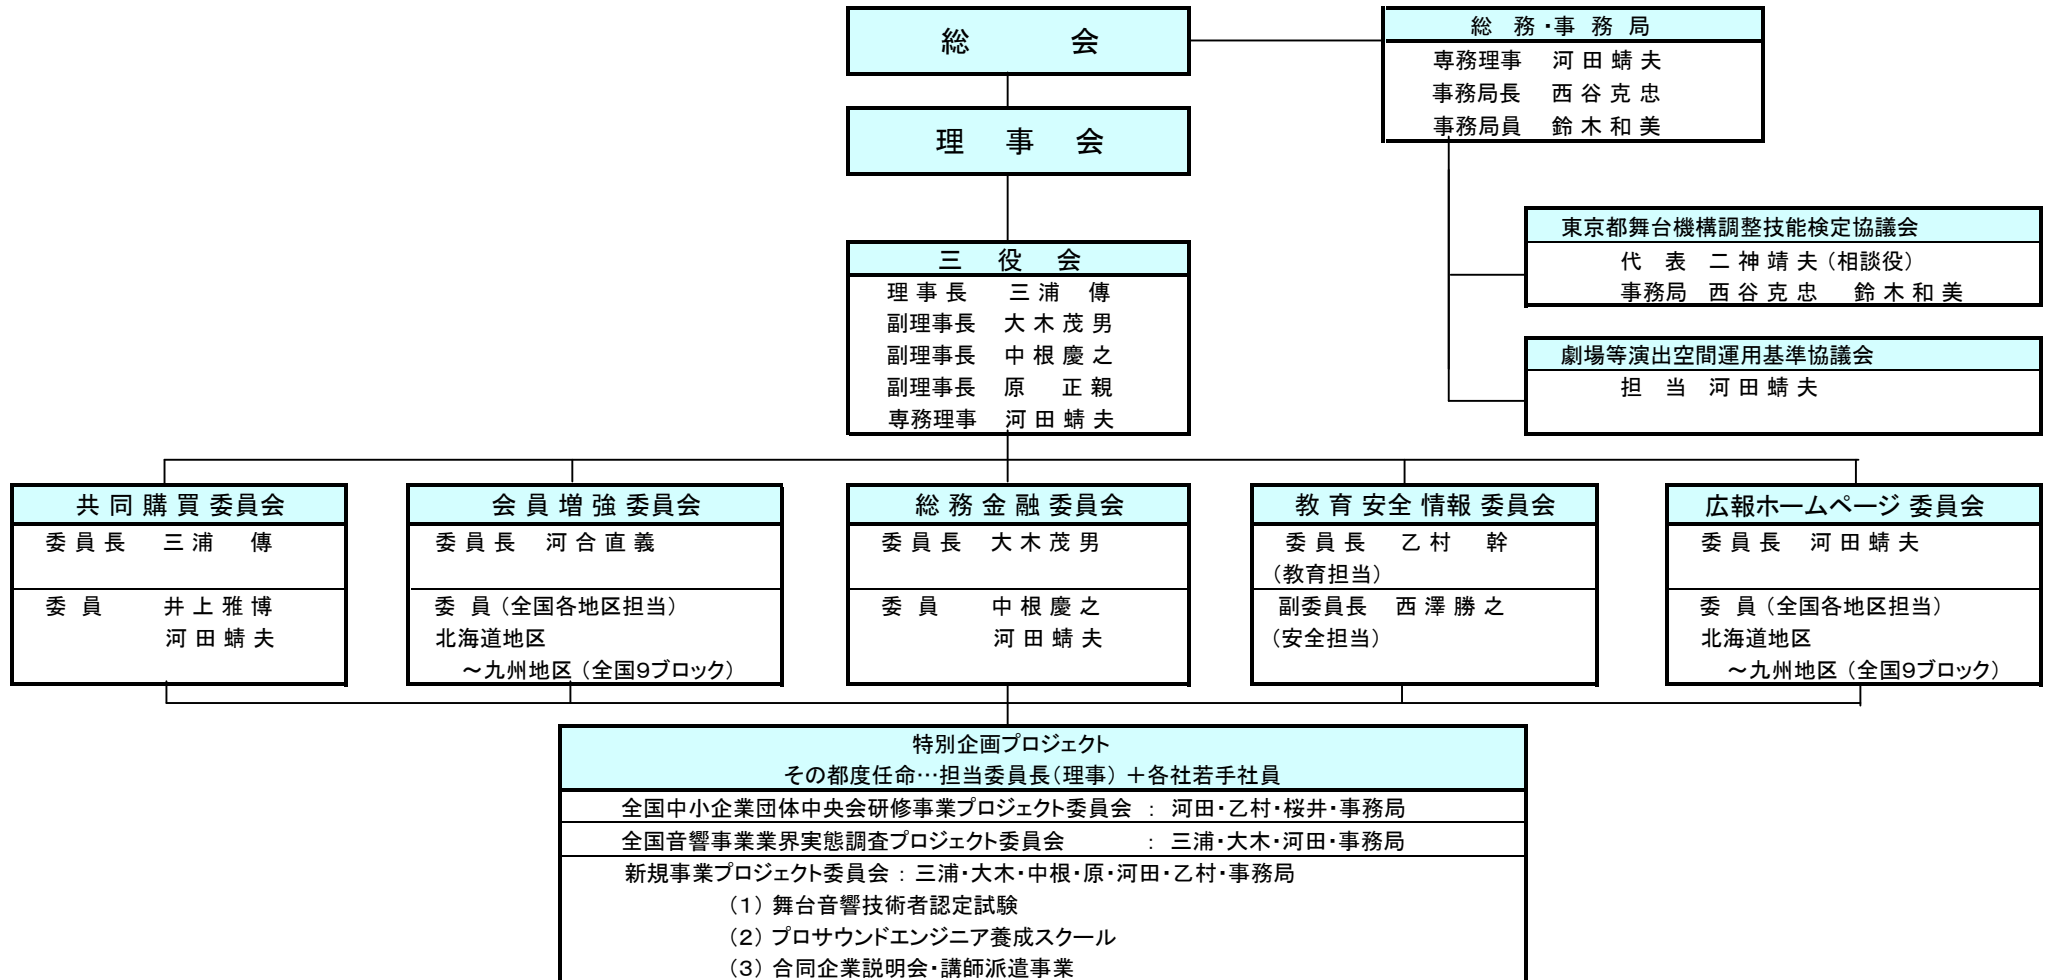 総 会
総 務・事 務 局
専務理事 河 田 蜻 夫
事務局長 西 谷 克 忠
事務局員 鈴 木 和 美
理 事 会
東京都舞台機構調整技能検定協議会
代 表 二 神 靖 夫（相談役）
事務局 西 谷 克 忠 鈴 木 和 美
劇場等演出空間運用基準協議会
担 当 河 田 蜻 夫
三 役 会
理 事 長 三 浦 傳
副理事長 大 木 茂 男
副理事長 中 根 慶 之
副理事長 原 正 親
専務理事 河 田 蜻 夫
共 同 購 買 委員会
委 員 長 三 浦 傳
委 員 井 上 雅 博
河 田 蜻 夫
会 員 増 強 委員会
委 員 長 河 合 直 義
委 員（全国各地区担当）
北海道地区
～九州地区（全国9ブロック）
総 務 金 融 委員会
委 員 長 大 木 茂 男
委 員 中 根 慶 之
河 田 蜻 夫
教 育 安全 情報 委員会
委 員 長 乙 村 幹
（教育担当）
副委員長 西 澤 勝 之
（安全担当）
広報ホームページ 委員会
委 員 長 河 田 蜻 夫
委 員（全国各地区担当）
北海道地区
～九州地区（全国9ブロック）
特別企画プロジェクト
その都度任命…担当委員長（理事）＋各社若手社員
全国中小企業団体中央会研修事業プロジェクト委員会 ： 河田・乙村・桜井・事務局
全国音響事業業界実態調査プロジェクト委員会 ： 三浦・大木・河田・事務局
新規事業プロジェクト委員会 ： 三浦・大木・中根・原・河田・乙村・事務局
（1）舞台音響技術者認定試験
（2）プロサウンドエンジニア養成スクール
（3）合同企業説明会・講師派遣事業